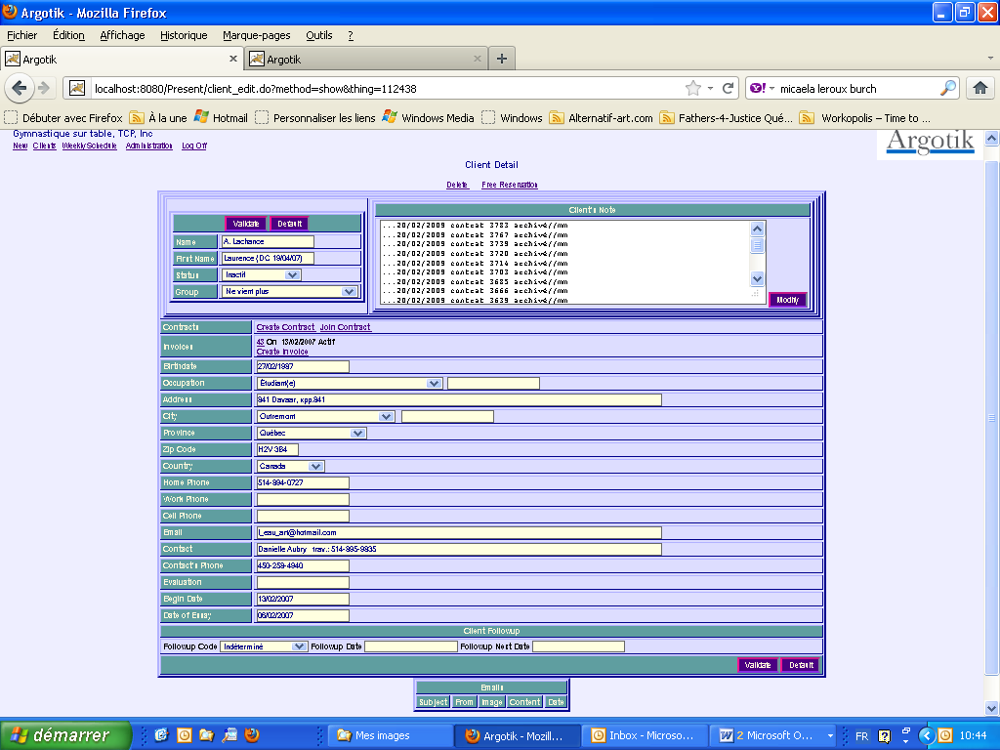 Argotik - Mozilla Firefox
Fichier Édition Affichage Historique Marque-pages Outils ?
Argotik Argotik
localhost:8080/Present/client_edit.do?method=show&thing=112438 micaela leroux burch
Débuter avec Firefox À la une Hotmail Personnaliser les liens Windows Media Windows Alternatif-art.com Fathers-4-Justice Qué... Workopolis – Time to ...
Gymnastique sur table, TCP, Inc
New Clients WeeklySchedule Administration Log Off
Argotik
Client Detail
Delete Free Reservation
Validate Default
Name A. Lachance
First Name Laurence (DC 19/04/07)
Status Inactif
Group Ne vient plus
Client's Note
...20/02/2009 contrat 3783 archivé//mm
...20/02/2009 contrat 3767 archivé//mm
...20/02/2009 contrat 3739 archivé//mm
...20/02/2009 contrat 3720 archivé//mm
...20/02/2009 contrat 3714 archivé//mm
...20/02/2009 contrat 3703 archivé//mm
...20/02/2009 contrat 3685 archivé//mm
...20/02/2009 contrat 3666 archivé//mm
...20/02/2009 contrat 3639 archivé//mm
Modify
Contracts Create Contract Join Contract
Invoices 43 On 13/02/2007 Actif
Create Invoice
Birthdate 27/02/1987
Occupation Étudiant(e)
Address 841 Davaar, app.841
City Outremont
Province Québec
Zip Code H2V 3B4
Country Canada
Home Phone 514-894-0727
Work Phone
Cell Phone
Email l_eau_art@hotmail.com
Contact Danielle Aubry trav.: 514-895-9835
Contact's Phone 450-259-4940
Evaluation
Begin Date 13/02/2007
Date of Essay 06/02/2007
Client Followup
Followup Code Indéterminé Followup Date Followup Next Date
Validate Default
Emails
Subject From Image Content Date
démarrer Mes images Argotik - Mozill... Inbox - Microso... 2 Microsoft O... FR 10:44